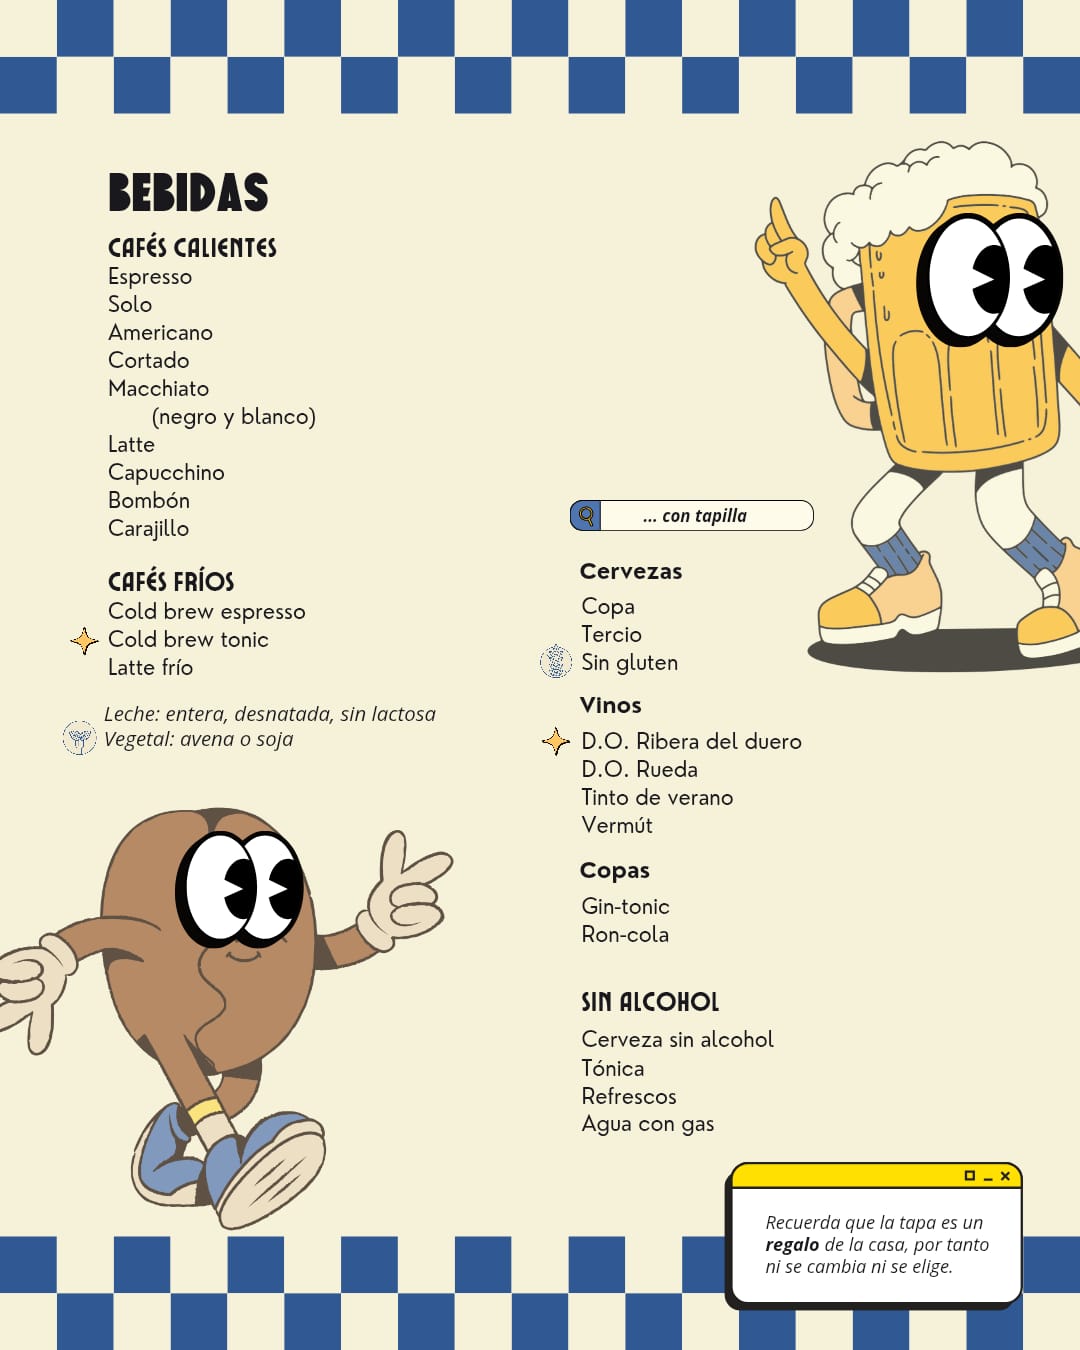 BEBIDAS
CAFÉS CALIENTES
Espresso
Solo
Americano
Cortado
Macchiato
(negro y blanco)
Latte
Capucchino
Bombón
Carajillo
CAFÉS FRÍOS
Cold brew espresso
Cold brew tonic
Latte frío
Leche: entera, desnatada, sin lactosa
Vegetal: avena o soja
... con tapilla
Cervezas
Copa
Tercio
Sin gluten
Vinos
D.O. Ribera del duero
D.O. Rueda
Tinto de verano
Vermút
Copas
Gin-tonic
Ron-cola
SIN ALCOHOL
Cerveza sin alcohol
Tónica
Refrescos
Agua con gas
Recuerda que la tapa es un
regalo de la casa, por tanto
ni se cambia ni se elige.